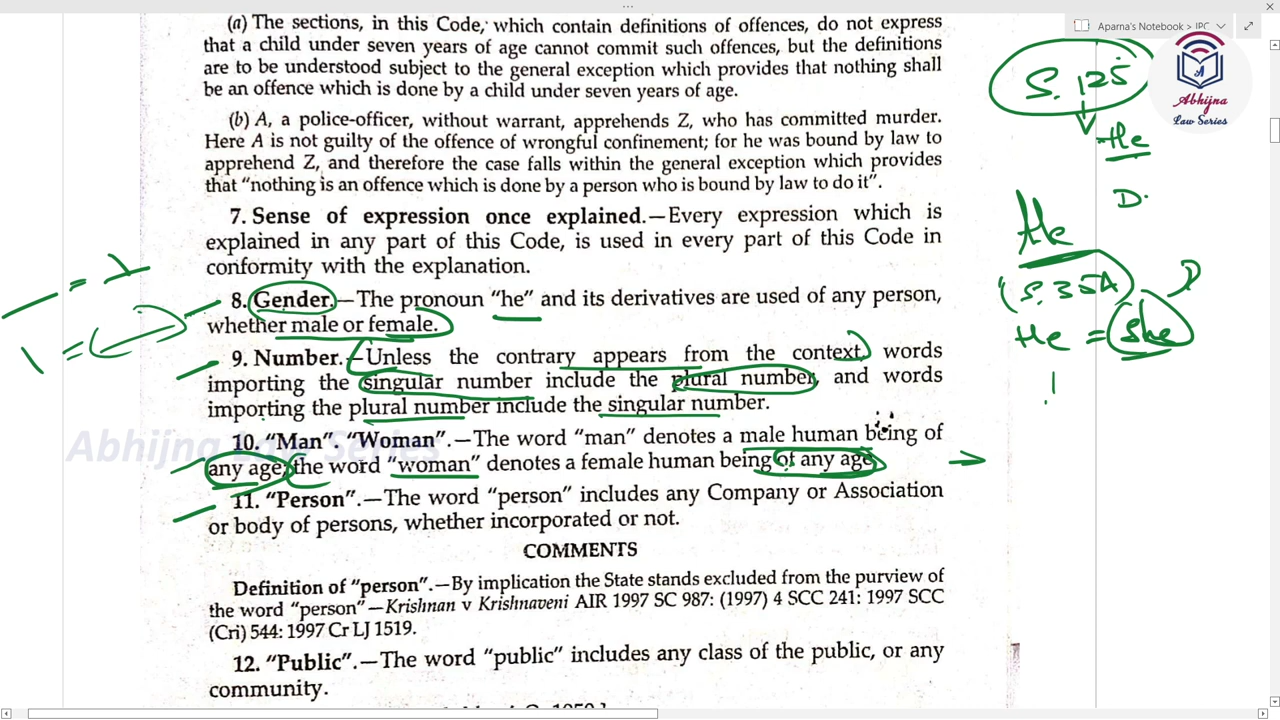 Aparna's Notebook > IPC
(a) The sections, in this Code, which contain definitions of offences, do not express
that a child under seven years of age cannot commit such offences, but the definitions
are to be understood subject to the general exception which provides that nothing shall
be an offence which is done by a child under seven years of age.
S. 125
Abhijna
Law Series
He
(b) A, a police-officer, without warrant, apprehends Z, who has committed murder.
Here A is not guilty of the offence of wrongful confinement; for he was bound by law to
apprehend Z, and therefore the case falls within the general exception which provides
that "nothing is an offence which is done by a person who is bound by law to do it".
D.
7. Sense of expression once explained.—Every expression which is
explained in any part of this Code, is used in every part of this Code in
conformity with the explanation.
He
(S. 354)
He = she
8. Gender.—The pronoun "he" and its derivatives are used of any person,
whether male or female.
9. Number.—Unless the contrary appears from the context, words
importing the singular number include the plural number, and words
importing the plural number include the singular number.
Abhijna Law Series
10. "Man". "Woman".—The word "man" denotes a male human being of
any age; the word "woman" denotes a female human being of any age.
11. "Person".—The word "person" includes any Company or Association
or body of persons, whether incorporated or not.
COMMENTS
Definition of "person".—By implication the State stands excluded from the purview of
the word "person"—Krishnan v Krishnaveni AIR 1997 SC 987: (1997) 4 SCC 241: 1997 SCC
(Cri) 544: 1997 Cr LJ 1519.
12. "Public".—The word "public" includes any class of the public, or any
community.